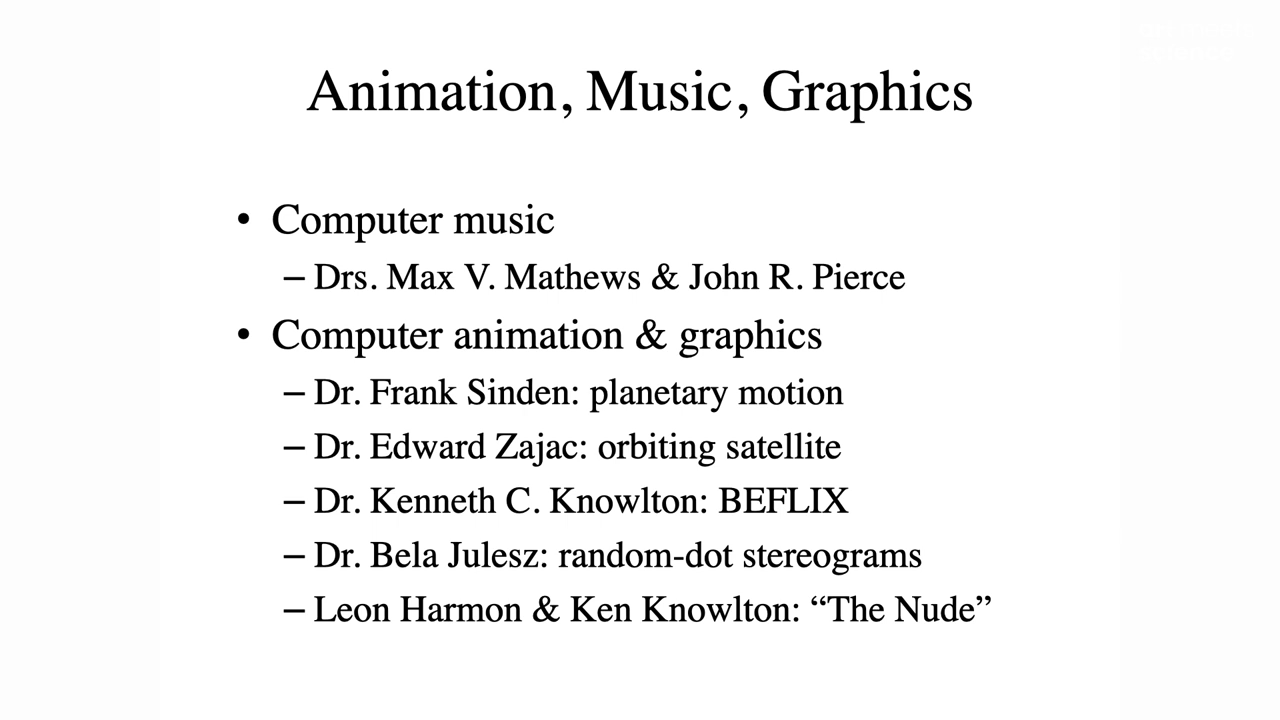 Animation, Music, Graphics
• Computer music
– Drs. Max V. Mathews & John R. Pierce
• Computer animation & graphics
– Dr. Frank Sinden: planetary motion
– Dr. Edward Zajac: orbiting satellite
– Dr. Kenneth C. Knowlton: BEFLIX
– Dr. Bela Julesz: random-dot stereograms
– Leon Harmon & Ken Knowlton: “The Nude”